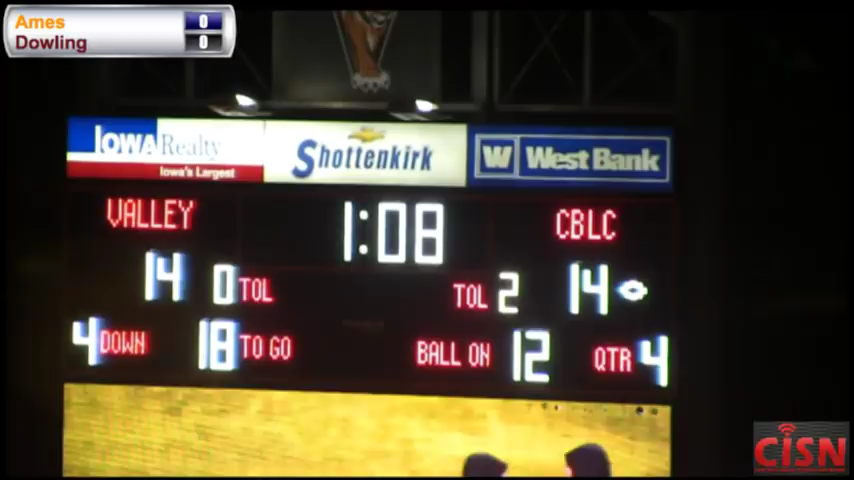 Ames 0
Dowling 0
IOWA Realty
Iowa's Largest
Shottenkirk
W West Bank
VALLEY 1:08 CBLC
14 0 TOL TOL 2 14
4 DOWN 18 TO GO BALL ON 12 QTR 4
CISN